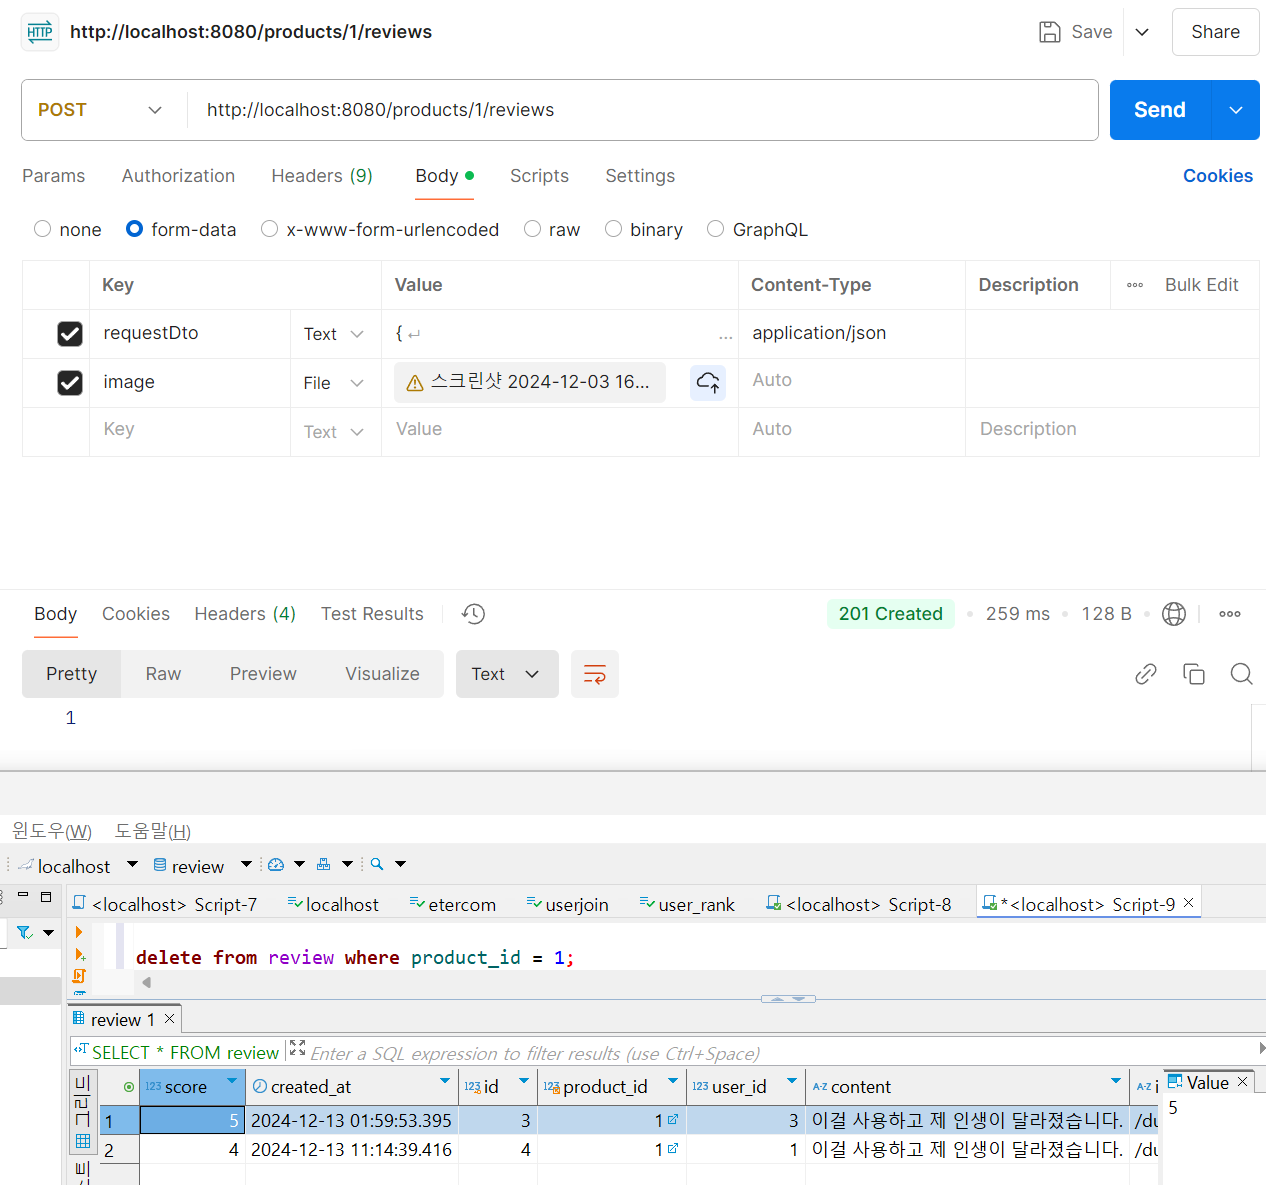 HTTP http://localhost:8080/products/1/reviews Save Share
POST http://localhost:8080/products/1/reviews Send
Params Authorization Headers (9) Body Scripts Settings Cookies
none form-data x-www-form-urlencoded raw binary GraphQL
Key Value Content-Type Description Bulk Edit
requestDto Text { ↵ ... application/json
image File 스크린샷 2024-12-03 16... Auto
Key Text Value Auto Description
Body Cookies Headers (4) Test Results 201 Created 259 ms 128 B
Pretty Raw Preview Visualize Text
1
윈도우(W) 도움말(H)
localhost review
<localhost> Script-7 localhost etercom userjoin user_rank <localhost> Script-8 *<localhost> Script-9
delete from review where product_id = 1;
review 1
SELECT * FROM review Enter a SQL expression to filter results (use Ctrl+Space)
123 score created_at 123 id 123 product_id 123 user_id A-Z content A-Z Value
1 5 2024-12-13 01:59:53.395 3 1 3 이걸 사용하고 제 인생이 달라졌습니다. /du 5
2 4 2024-12-13 11:14:39.416 4 1 1 이걸 사용하고 제 인생이 달라졌습니다. /du